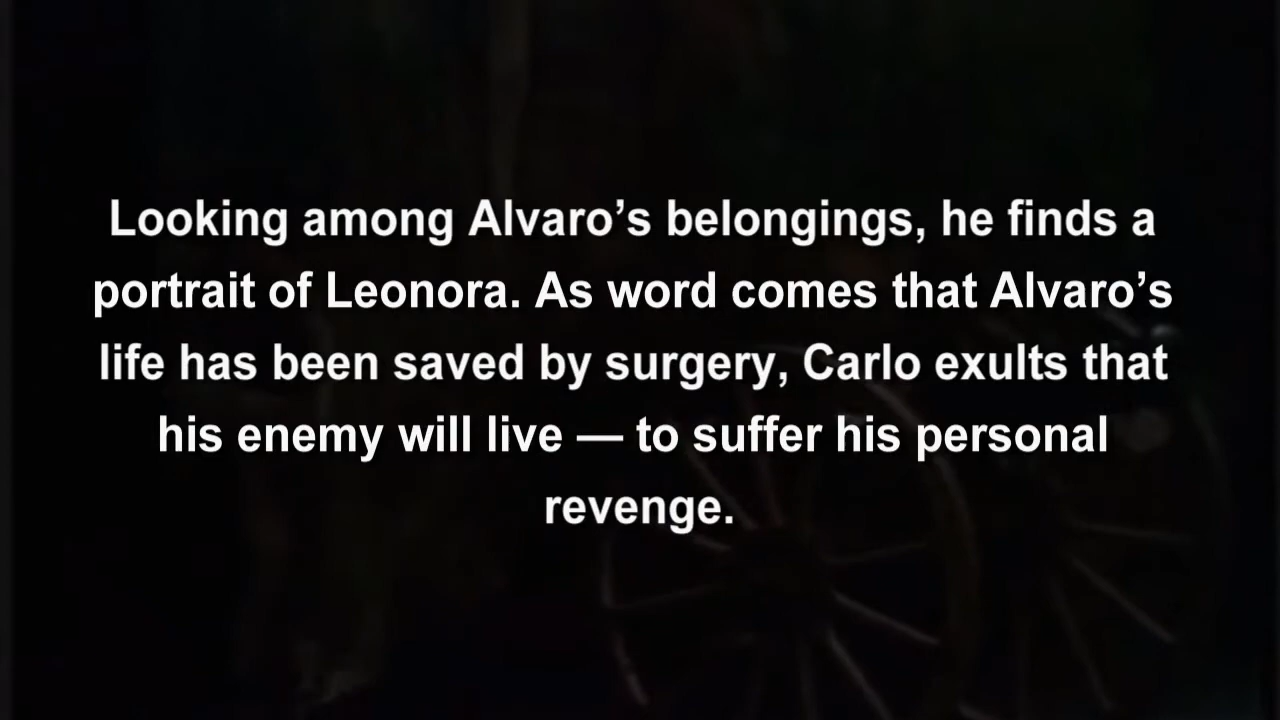 Looking among Alvaro’s belongings, he finds a
portrait of Leonora. As word comes that Alvaro’s
life has been saved by surgery, Carlo exults that
his enemy will live — to suffer his personal
revenge.